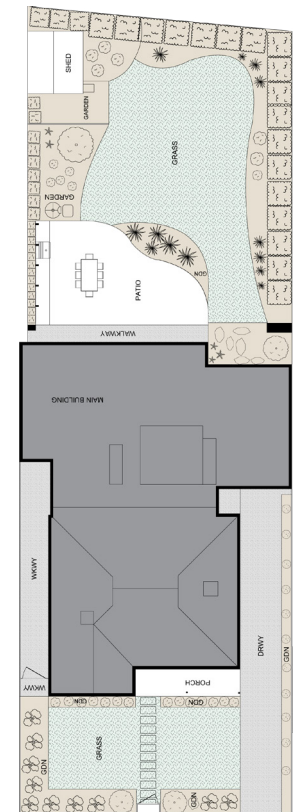 SHED
GARDEN
GRASS
GARDEN
GDN
PATIO
WALKWAY
MAIN BUILDING
WKWY
DRWY
GDN
WKWY
PORCH
GDN
GDN
GRASS
GDN
GDN